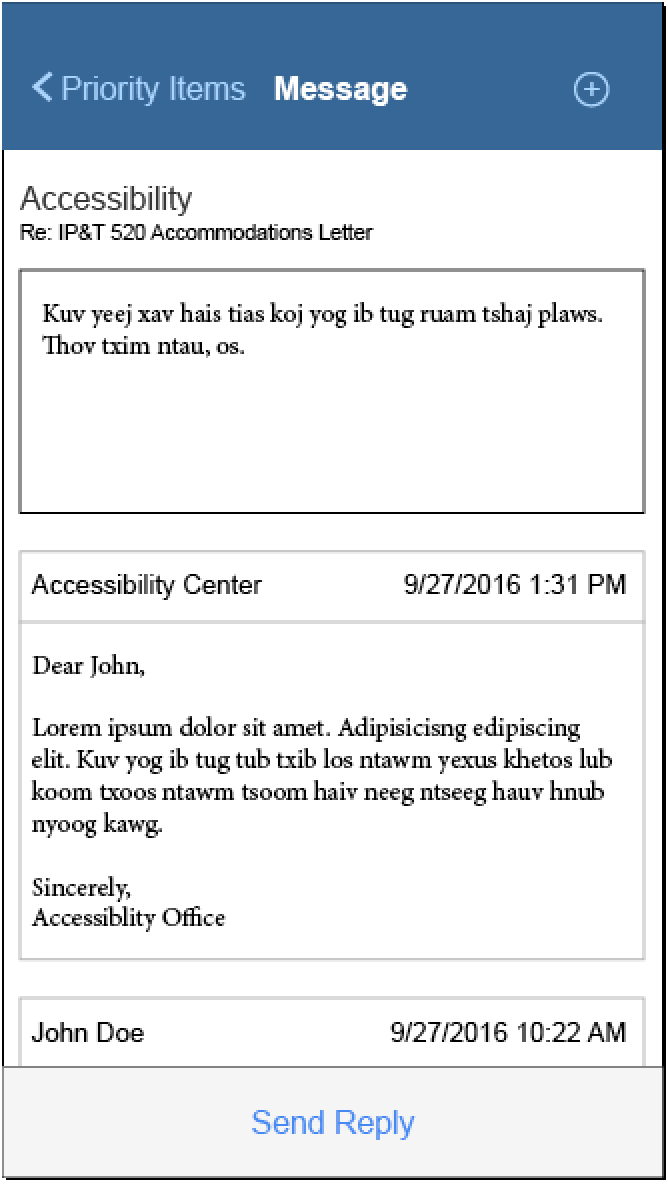 Priority Items Message
Accessibility
Re: IP&T 520 Accommodations Letter
Kuv yeej xav hais tias koj yog ib tug ruam tshaj plaws.
Thov txim ntau, os.
Accessibility Center 9/27/2016 1:31 PM
Dear John,
Lorem ipsum dolor sit amet. Adipisicisng edipiscing
elit. Kuv yog ib tug tub txib los ntawm yexus khetos lub
koom txoos ntawm tsoom haiv neeg ntseeg hauv hnub
nyoog kawg.
Sincerely,
Accessiblity Office
John Doe 9/27/2016 10:22 AM
Send Reply